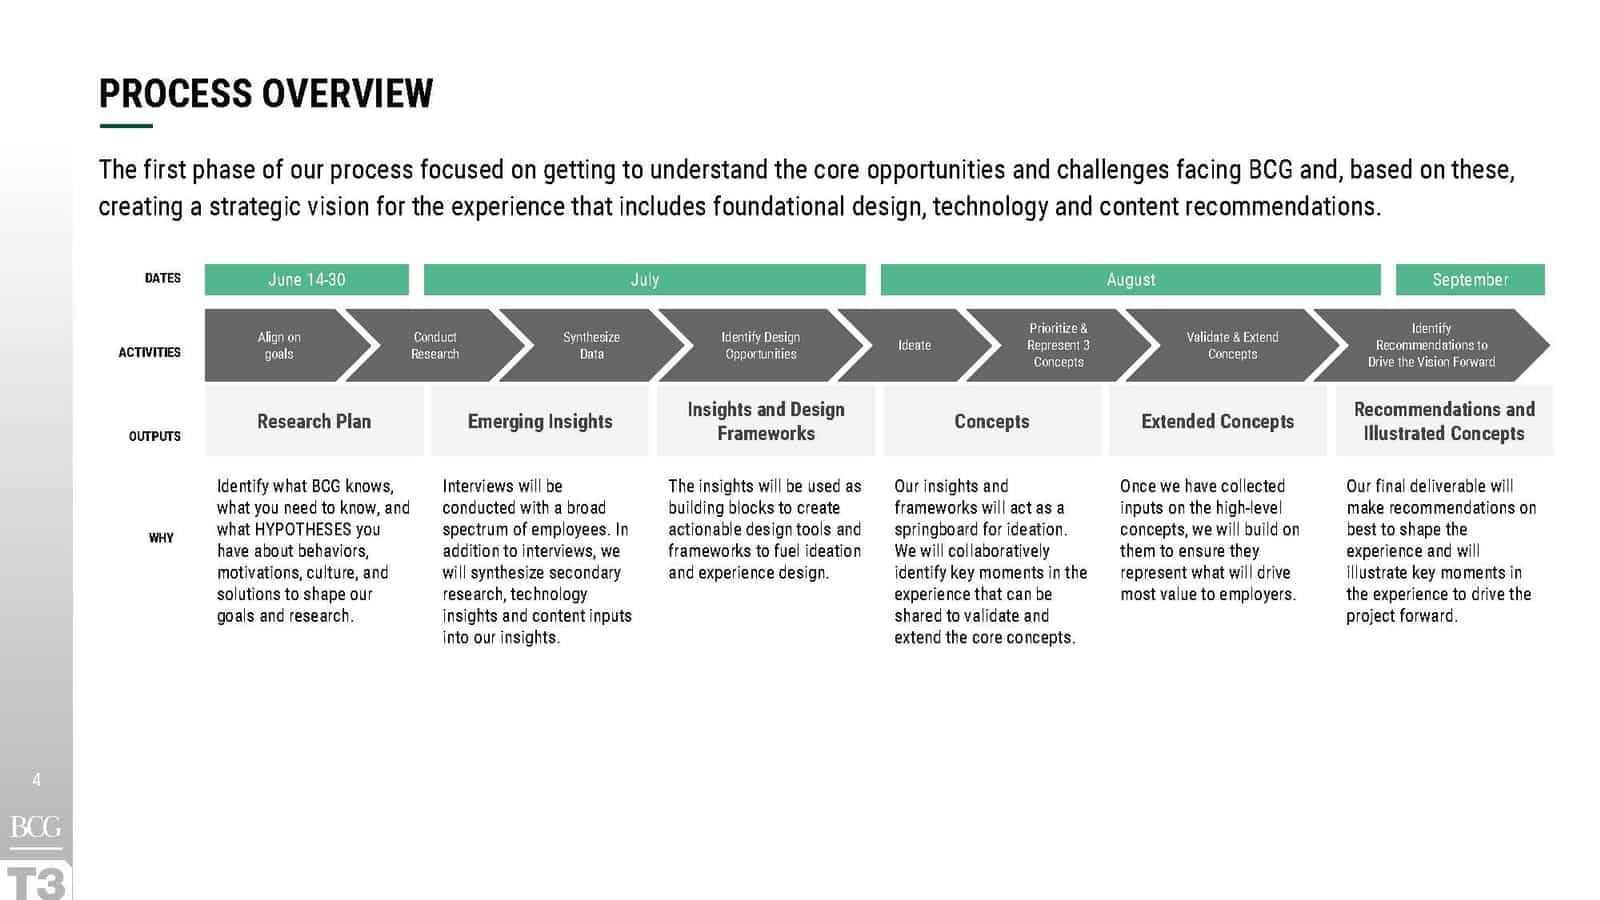 PROCESS OVERVIEW
The first phase of our process focused on getting to understand the core opportunities and challenges facing BCG and, based on these,
creating a strategic vision for the experience that includes foundational design, technology and content recommendations.
DATES
June 14-30
July
August
September
ACTIVITIES
Align on
goals
Conduct
Research
Synthesize
Data
Identify Design
Opportunities
Ideate
Prioritize &
Represent 3
Concepts
Validate & Extend
Concepts
Identify
Recommendations to
Drive the Vision Forward
OUTPUTS
Research Plan
Emerging Insights
Insights and Design
Frameworks
Concepts
Extended Concepts
Recommendations and
Illustrated Concepts
WHY
Identify what BCG knows,
what you need to know, and
what HYPOTHESES you
have about behaviors,
motivations, culture, and
solutions to shape our
goals and research.
Interviews will be
conducted with a broad
spectrum of employees. In
addition to interviews, we
will synthesize secondary
research, technology
insights and content inputs
into our insights.
The insights will be used as
building blocks to create
actionable design tools and
frameworks to fuel ideation
and experience design.
Our insights and
frameworks will act as a
springboard for ideation.
We will collaboratively
identify key moments in the
experience that can be
shared to validate and
extend the core concepts.
Once we have collected
inputs on the high-level
concepts, we will build on
them to ensure they
represent what will drive
most value to employers.
Our final deliverable will
make recommendations on
best to shape the
experience and will
illustrate key moments in
the experience to drive the
project forward.
4
BCG
T3